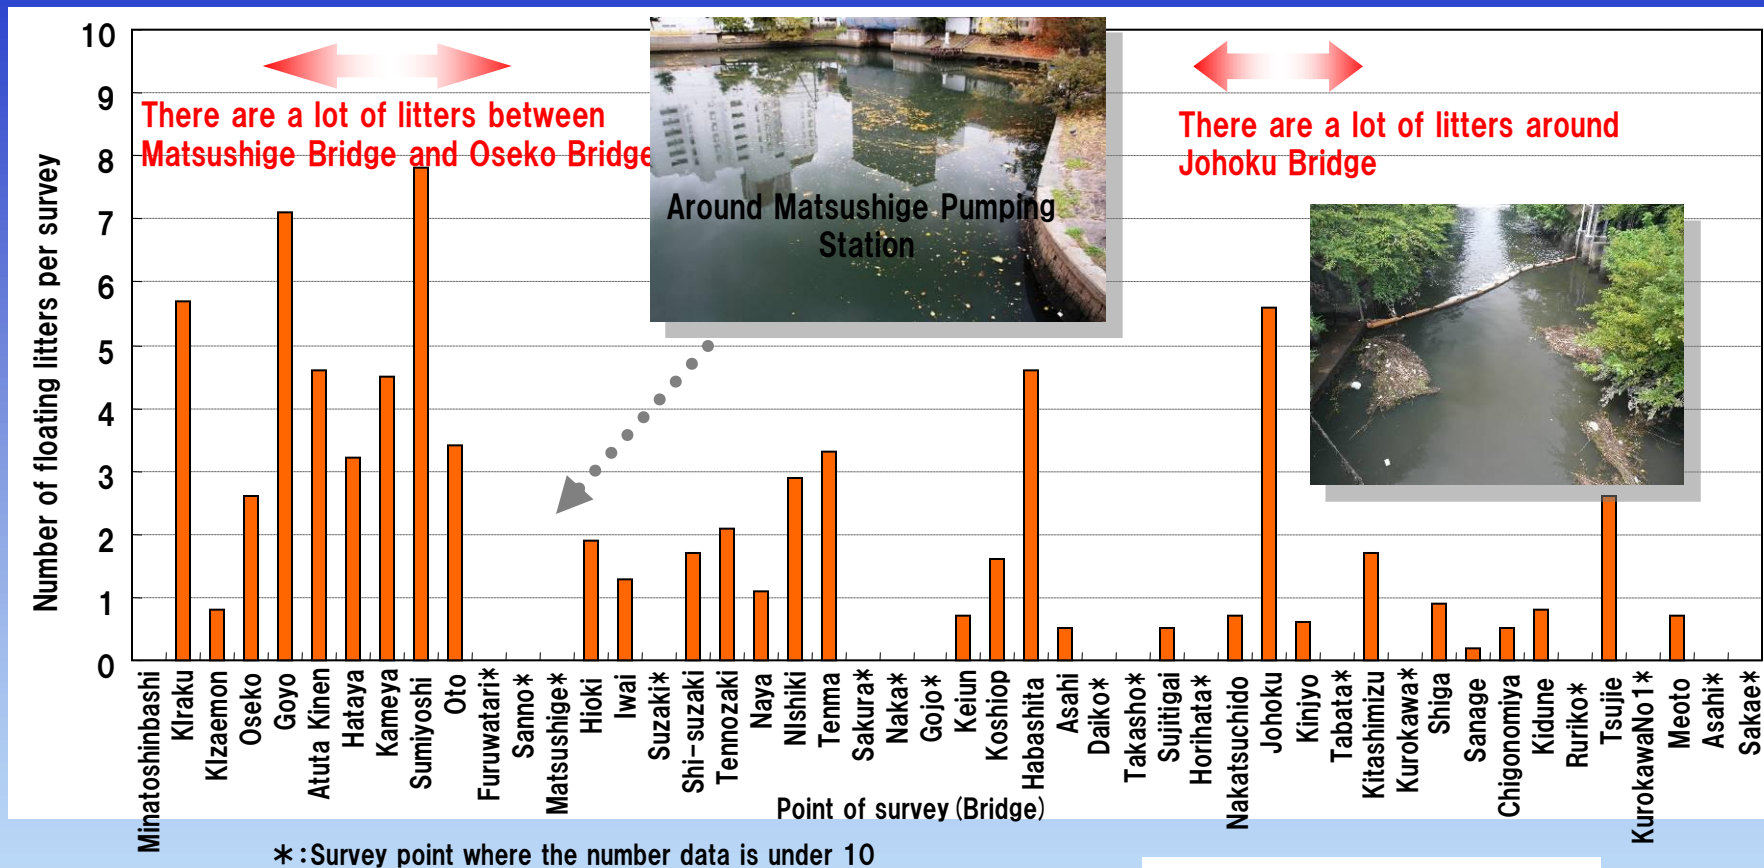 10
9
8
7
6
5
4
3
2
1
0
Number of floating litters per survey
There are a lot of litters between
Matsushige Bridge and Oseko Bridge
Around Matsushige Pumping
Station
There are a lot of litters around
Johoku Bridge
Minatoshinbashi
KIraku
KIzaemon
Oseko
Goyo
Atuta Kinen
Hataya
Kameya
Sumiyoshi
Oto
Furuwatari*
Sanno*
Matsushige*
Hioki
Iwai
Suzaki*
Shi-suzaki
Tennozaki
Naya
NIshiki
Tenma
Sakura*
Naka*
Gojo*
Keiun
Koshiop
Habashita
Asahi
Daiko*
Takasho*
Sujitigai
Horihata*
Nakatsuchido
Johoku
Kinjyo
Tabata*
Kitashimizu
Kurokawa*
Shiga
Sanage
Chigonomiya
Kidune
Ruriko*
Tsujie
KurokawaNo1*
Meoto
Asahi*
Sakae*
Point of survey(Bridge)
*:Survey point where the number data is under 10